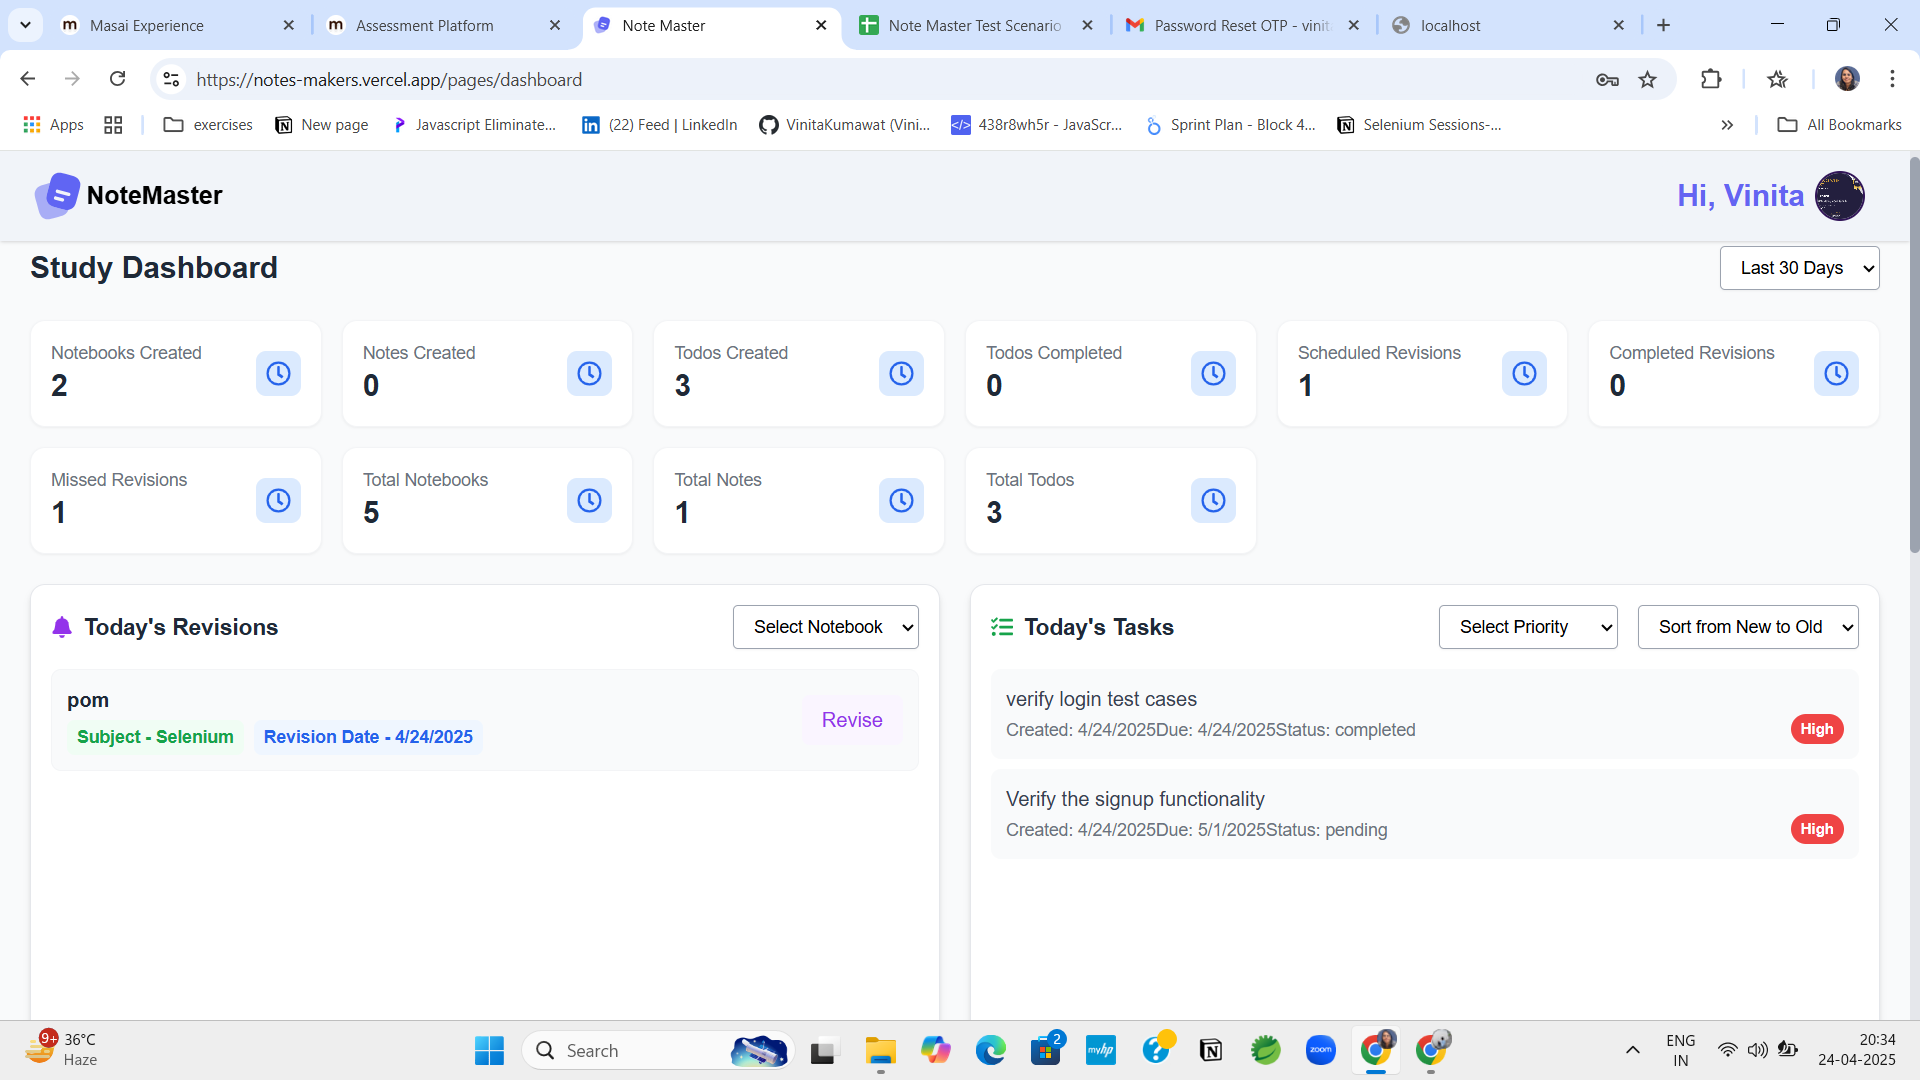 Masai Experience
Assessment Platform
Note Master
Note Master Test Scenario
Password Reset OTP - vinit
localhost
https://notes-makers.vercel.app/pages/dashboard
Apps
exercises
New page
Javascript Eliminate...
(22) Feed | LinkedIn
VinitaKumawat (Vini...
438r8wh5r - JavaScr...
Sprint Plan - Block 4...
Selenium Sessions-...
All Bookmarks
NoteMaster
Hi, Vinita
Study Dashboard
Last 30 Days
Notebooks Created
2
Notes Created
0
Todos Created
3
Todos Completed
0
Scheduled Revisions
1
Completed Revisions
0
Missed Revisions
1
Total Notebooks
5
Total Notes
1
Total Todos
3
Today's Revisions
Select Notebook
pom
Subject - Selenium
Revision Date - 4/24/2025
Revise
Today's Tasks
Select Priority
Sort from New to Old
verify login test cases
Created: 4/24/2025Due: 4/24/2025Status: completed
High
Verify the signup functionality
Created: 4/24/2025Due: 5/1/2025Status: pending
High
9+
36°C
Haze
Search
2
myhp
zoom
ENG
IN
20:34
24-04-2025